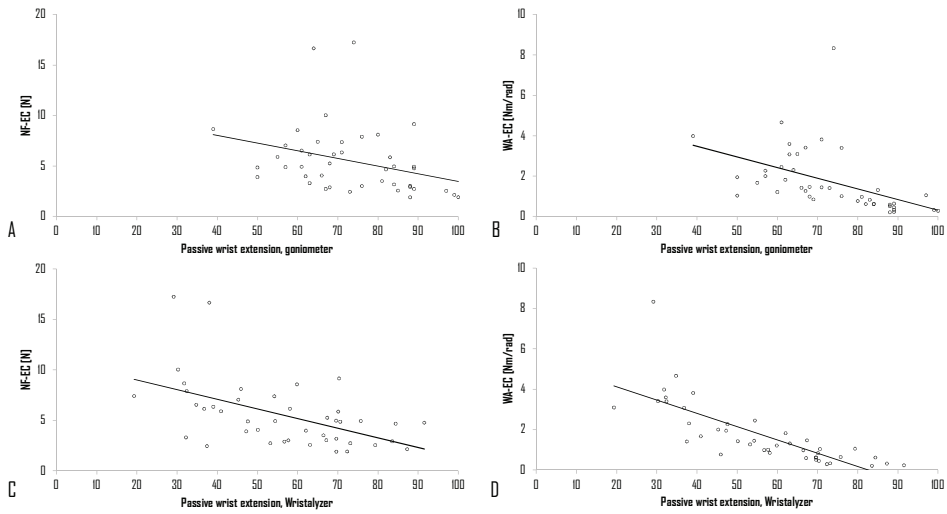 20
15
10
5
0
NF-EC [N]
0 10 20 30 40 50 60 70 80 90 100
Passive wrist extension, goniometer
A
10
8
6
4
2
0
WA-EC [Nm/rad]
0 10 20 30 40 50 60 70 80 90 100
Passive wrist extension, goniometer
B
20
15
10
5
0
NF-EC [N]
0 10 20 30 40 50 60 70 80 90 100
Passive wrist extension, Wristalyzer
C
10
8
6
4
2
0
WA-EC [Nm/rad]
0 10 20 30 40 50 60 70 80 90 100
Passive wrist extension, Wristalyzer
D